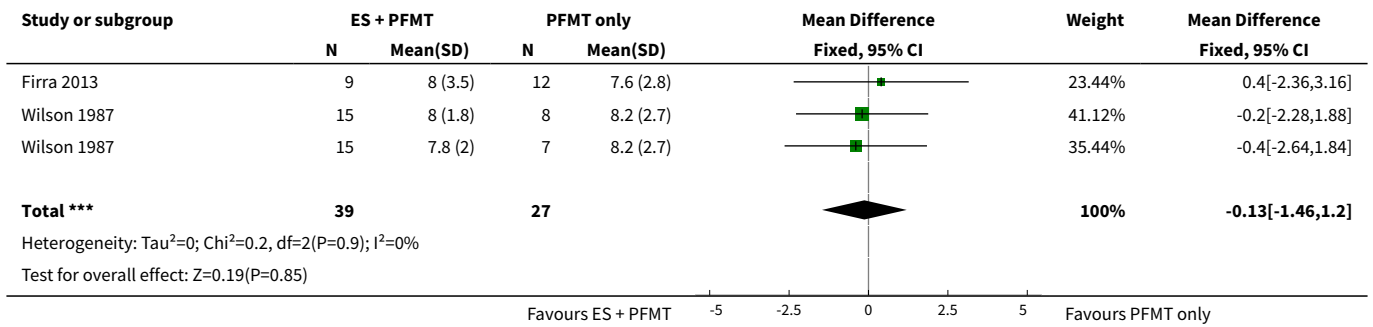 Study or subgroup ES + PFMT PFMT only Mean Difference Weight Mean Difference
N Mean(SD) N Mean(SD) Fixed, 95% CI Fixed, 95% CI
Firra 2013 9 8 (3.5) 12 7.6 (2.8) 23.44% 0.4[-2.36,3.16]
Wilson 1987 15 8 (1.8) 8 8.2 (2.7) 41.12% -0.2[-2.28,1.88]
Wilson 1987 15 7.8 (2) 7 8.2 (2.7) 35.44% -0.4[-2.64,1.84]
Total *** 39 27 100% -0.13[-1.46,1.2]
Heterogeneity: Tau²=0; Chi²=0.2, df=2(P=0.9); I²=0%
Test for overall effect: Z=0.19(P=0.85)
Favours ES + PFMT -5 -2.5 0 2.5 5 Favours PFMT only